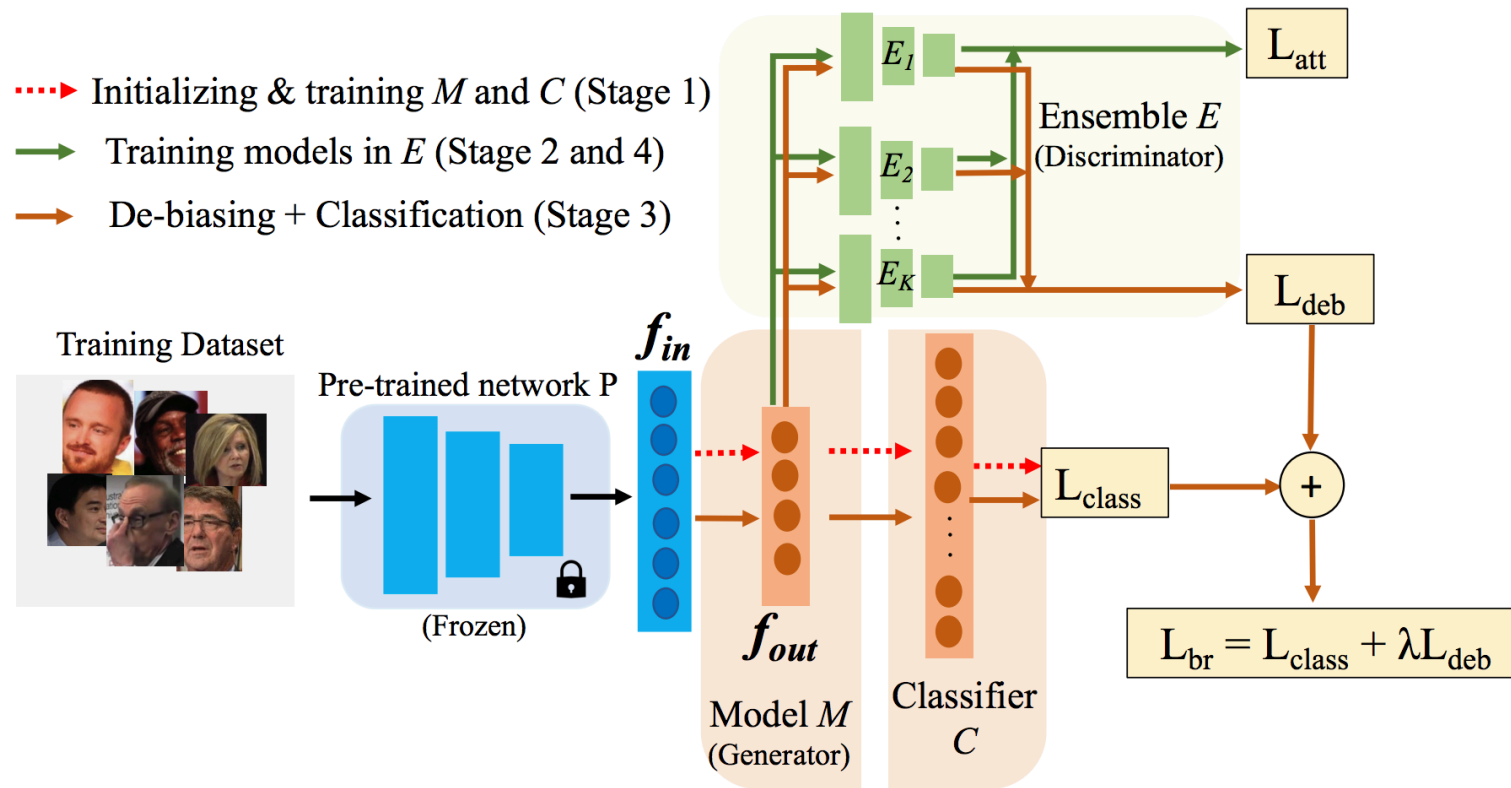 Initializing & training M and C (Stage 1)
Training models in E (Stage 2 and 4)
De-biasing + Classification (Stage 3)
E1
E2
EK
Ensemble E
(Discriminator)
Latt
Ldeb
Training Dataset
Pre-trained network P
(Frozen)
fin
fout
Model M
(Generator)
Classifier
C
Lclass
+
Lbr = Lclass + λLdeb